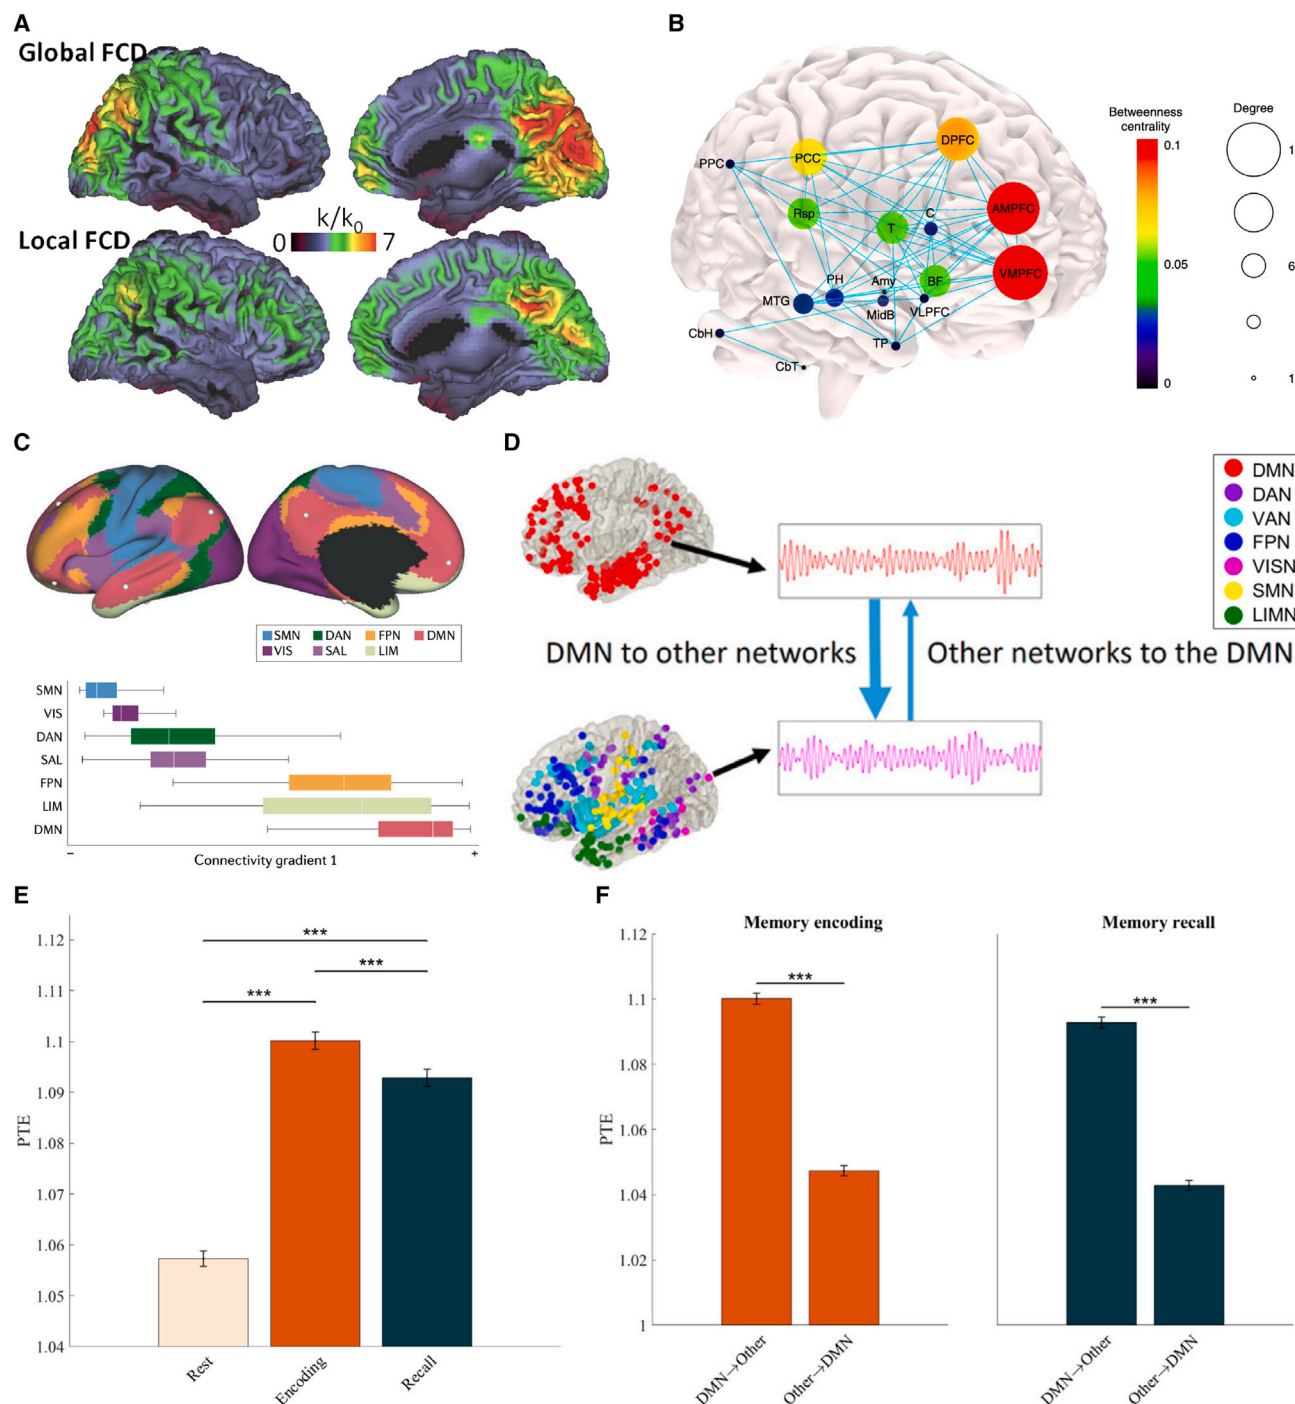 A
Global FCD
k/k0
0 7
Local FCD
B
DPFC
PCC
PPC
AMPFC
Rsp
C
T
VMPFC
PH
Amy
BF
MTG
MidB
VLPFC
CbH
TP
CbT
Betweenness
centrality
0.1
0.05
0
Degree
1
6
1
C
SMN DAN FPN DMN
VIS SAL LIM
SMN
VIS
DAN
SAL
FPN
LIM
DMN
− +
Connectivity gradient 1
D
DMN to other networks
Other networks to the DMN
DMN
DAN
VAN
FPN
VISN
SMN
LIMN
E
1.12
1.11
1.1
1.09
1.08
1.07
1.06
1.05
1.04
PTE
***
***
***
Rest
Encoding
Recall
F
Memory encoding
1.12
1.1
1.08
1.06
1.04
1.02
1
PTE
***
DMN→Other
Other→DMN
Memory recall
***
DMN→Other
Other→DMN